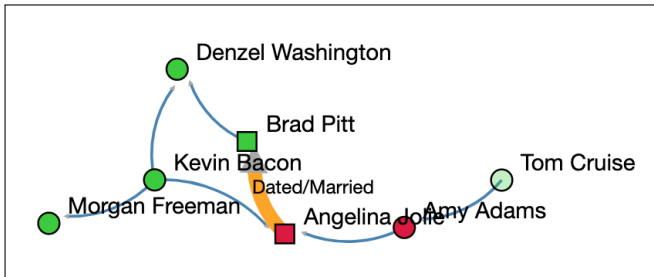 Denzel Washington
Brad Pitt
Kevin Bacon
Tom Cruise
Dated/Married
Morgan Freeman
Angelina Jolie
Amy Adams